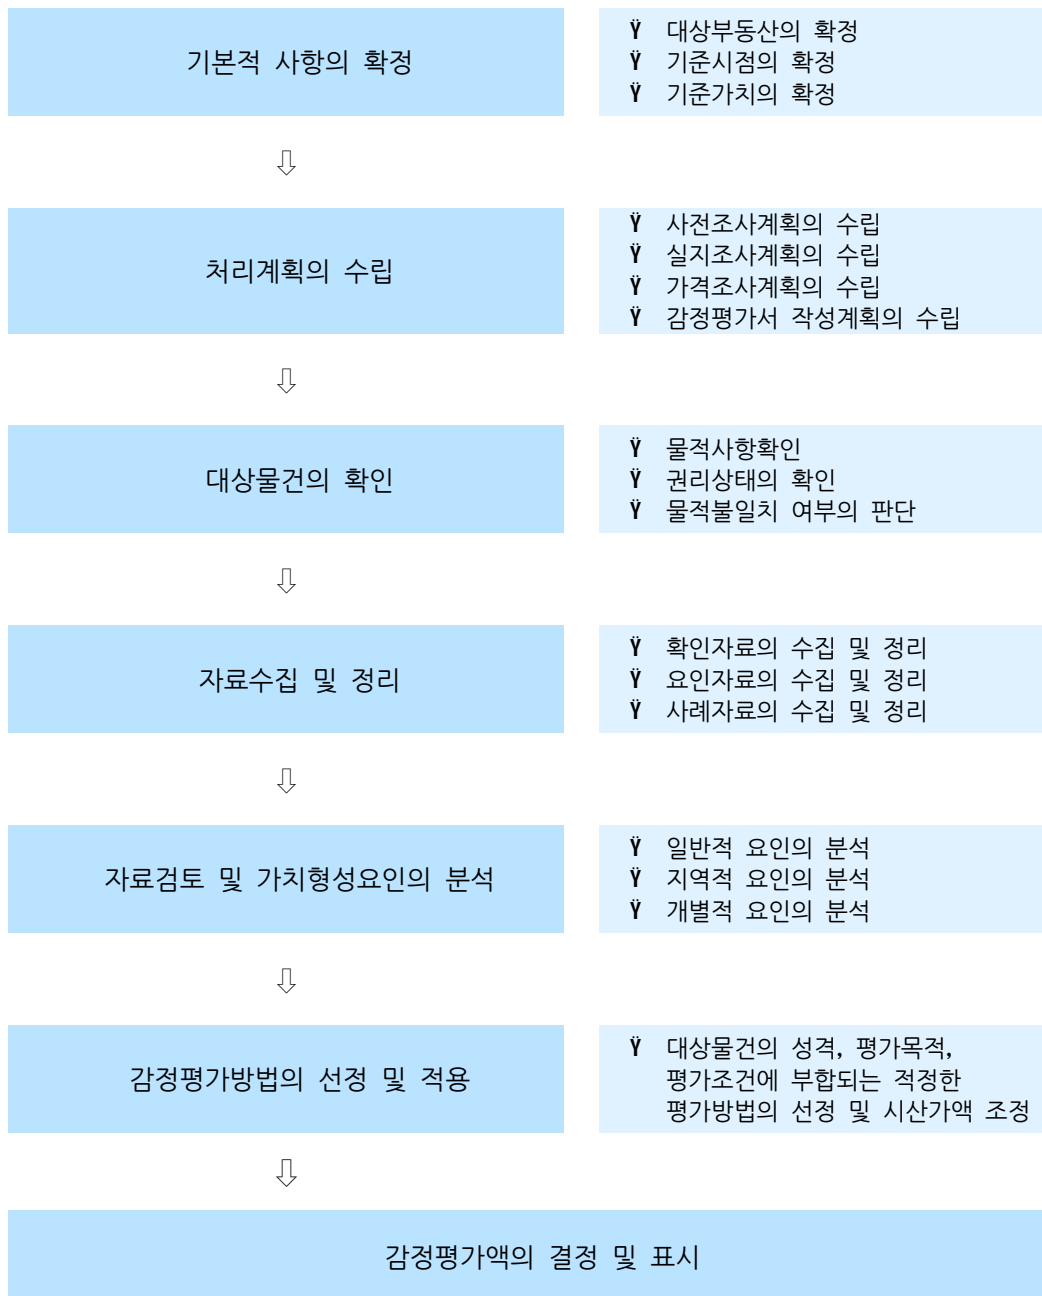 기본적 사항의 확정
Ÿ 대상부동산의 확정
Ÿ 기준시점의 확정
Ÿ 기준가치의 확정
⇩
처리계획의 수립
Ÿ 사전조사계획의 수립
Ÿ 실지조사계획의 수립
Ÿ 가격조사계획의 수립
Ÿ 감정평가서 작성계획의 수립
⇩
대상물건의 확인
Ÿ 물적사항확인
Ÿ 권리상태의 확인
Ÿ 물적불일치 여부의 판단
⇩
자료수집 및 정리
Ÿ 확인자료의 수집 및 정리
Ÿ 요인자료의 수집 및 정리
Ÿ 사례자료의 수집 및 정리
⇩
자료검토 및 가치형성요인의 분석
Ÿ 일반적 요인의 분석
Ÿ 지역적 요인의 분석
Ÿ 개별적 요인의 분석
⇩
감정평가방법의 선정 및 적용
Ÿ 대상물건의 성격, 평가목적,
평가조건에 부합되는 적정한
평가방법의 선정 및 시산가액 조정
⇩
감정평가액의 결정 및 표시